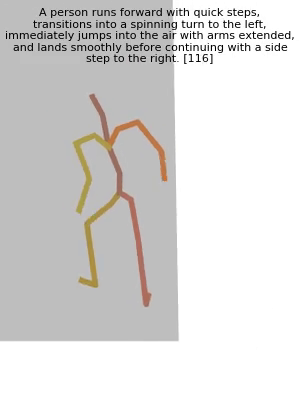 A person runs forward with quick steps,
transitions into a spinning turn to the left,
immediately jumps into the air with arms extended,
and lands smoothly before continuing with a side
step to the right. [116]